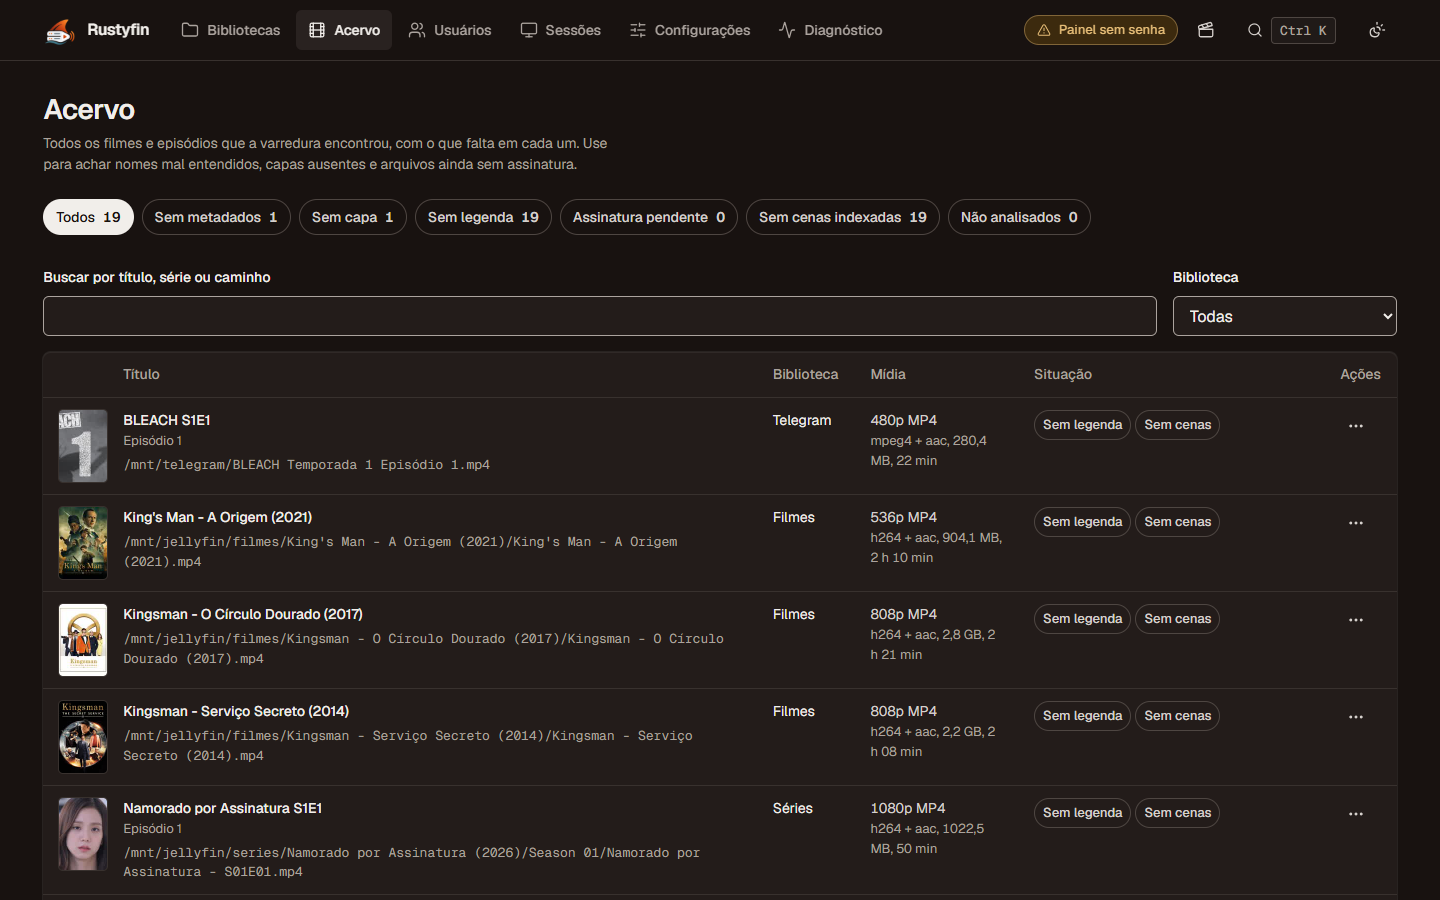 Rustyfin
Bibliotecas
Acervo
Usuários
Sessões
Configurações
Diagnóstico
Painel sem senha
Ctrl K
Acervo
Todos os filmes e episódios que a varredura encontrou, com o que falta em cada um. Use
para achar nomes mal entendidos, capas ausentes e arquivos ainda sem assinatura.
Todos 19
Sem metadados 1
Sem capa 1
Sem legenda 19
Assinatura pendente 0
Sem cenas indexadas 19
Não analisados 0
Buscar por título, série ou caminho
Biblioteca
Todas
Título
Biblioteca
Mídia
Situação
Ações
ACH
1
BLEACH S1E1
Episódio 1
/mnt/telegram/BLEACH Temporada 1 Episódio 1.mp4
Telegram
480p MP4
mpeg4 + aac, 280,4
MB, 22 min
Sem legenda
Sem cenas
King's Man
King's Man - A Origem (2021)
/mnt/jellyfin/filmes/King's Man - A Origem (2021)/King's Man - A Origem
(2021).mp4
Filmes
536p MP4
h264 + aac, 904,1 MB,
2 h 10 min
Sem legenda
Sem cenas
Kingsman
Kingsman - O Círculo Dourado (2017)
/mnt/jellyfin/filmes/Kingsman - O Círculo Dourado (2017)/Kingsman - O Círculo
Dourado (2017).mp4
Filmes
808p MP4
h264 + aac, 2,8 GB, 2
h 21 min
Sem legenda
Sem cenas
Kingsman
THE SECRET SERVICE
Kingsman - Serviço Secreto (2014)
/mnt/jellyfin/filmes/Kingsman - Serviço Secreto (2014)/Kingsman - Serviço
Secreto (2014).mp4
Filmes
808p MP4
h264 + aac, 2,2 GB, 2
h 08 min
Sem legenda
Sem cenas
Namorado por Assinatura S1E1
Episódio 1
/mnt/jellyfin/series/Namorado por Assinatura (2026)/Season 01/Namorado por
Assinatura - S01E01.mp4
Séries
1080p MP4
h264 + aac, 1022,5
MB, 50 min
Sem legenda
Sem cenas